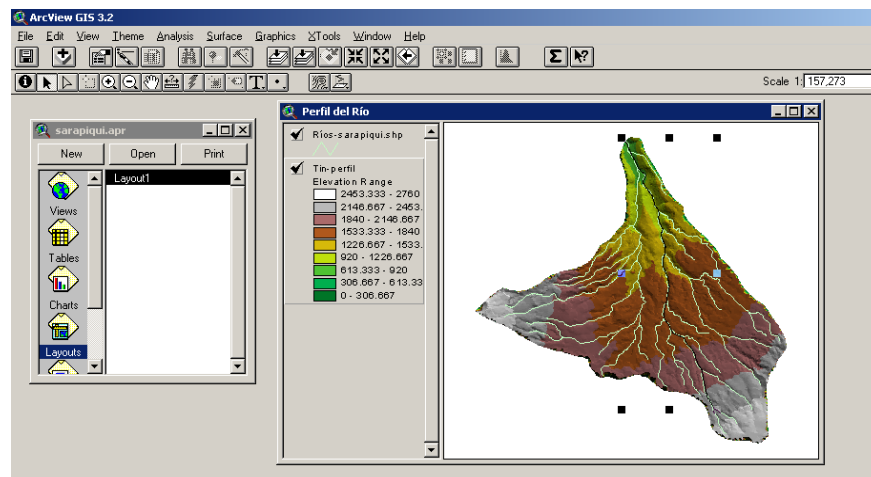 ArcView GIS 3.2
File Edit View Theme Analysis Surface Graphics XTools Window Help
Scale 1: 157,273
sarapiqui.apr
New Open Print
Layout1
Views
Tables
Charts
Layouts
Perfil del Río
Ríos-sarapiqui.shp
Tin-perfil
Elevation Range
2453.333 - 2760
2146.667 - 2453.
1840 - 2146.667
1533.333 - 1840
1226.667 - 1533.
920 - 1226.667
613.333 - 920
306.667 - 613.33
0 - 306.667